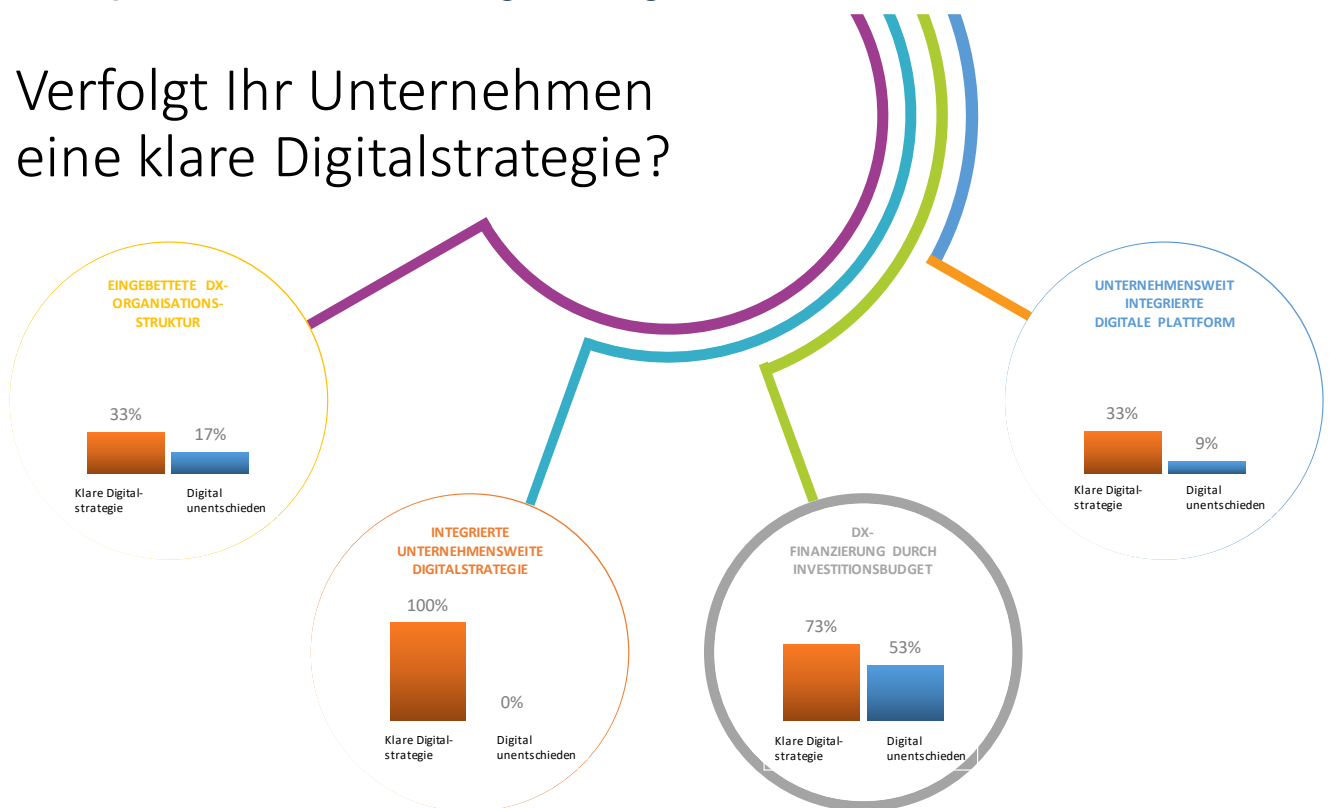 Verfolgt Ihr Unternehmen
eine klare Digitalstrategie?
EINGEBETTETE DX-
ORGANISATIONS-
STRUKTUR
33%
17%
Klare Digital-
strategie
Digital
unentschieden
INTEGRIERTE
UNTERNEHMENSWEITE
DIGITALSTRATEGIE
100%
0%
Klare Digital-
strategie
Digital
unentschieden
DX-
FINANZIERUNG DURCH
INVESTITIONSBUDGET
73%
53%
Klare Digital-
strategie
Digital
unentschieden
UNTERNEHMENSWEIT
INTEGRIERTE
DIGITALE PLATTFORM
33%
9%
Klare Digital-
strategie
Digital
unentschieden